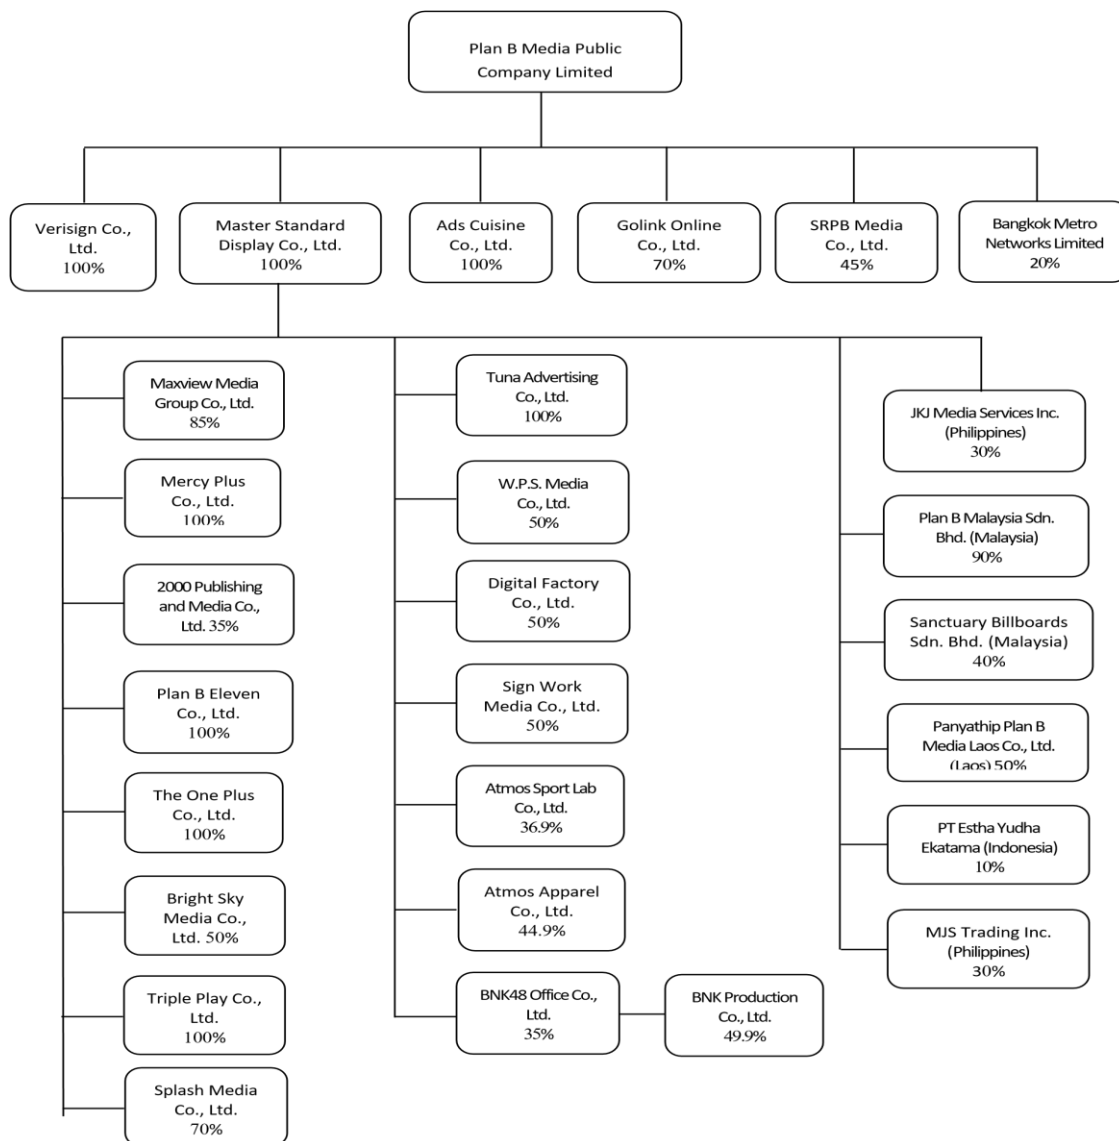 Plan B Media Public
Company Limited
Verisign Co.,
Ltd.
100%
Master Standard
Display Co., Ltd.
100%
Ads Cuisine
Co., Ltd.
100%
Golink Online
Co., Ltd.
70%
SRPB Media
Co., Ltd.
45%
Bangkok Metro
Networks Limited
20%
Maxview Media
Group Co., Ltd.
85%
Mercy Plus
Co., Ltd.
100%
2000 Publishing
and Media Co.,
Ltd. 35%
Plan B Eleven
Co., Ltd.
100%
The One Plus
Co., Ltd.
100%
Bright Sky
Media Co.,
Ltd. 50%
Triple Play Co.,
Ltd.
100%
Splash Media
Co., Ltd.
70%
Tuna Advertising
Co., Ltd.
100%
W.P.S. Media
Co., Ltd.
50%
Digital Factory
Co., Ltd.
50%
Sign Work
Media Co., Ltd.
50%
Atmos Sport Lab
Co., Ltd.
36.9%
Atmos Apparel
Co., Ltd.
44.9%
BNK48 Office Co.,
Ltd.
35%
BNK Production
Co., Ltd.
49.9%
JKJ Media Services Inc.
(Philippines)
30%
Plan B Malaysia Sdn.
Bhd. (Malaysia)
90%
Sanctuary Billboards
Sdn. Bhd. (Malaysia)
40%
Panyathip Plan B
Media Laos Co., Ltd.
(Laos) 50%
PT Estha Yudha
Ekatama (Indonesia)
10%
MJS Trading Inc.
(Philippines)
30%